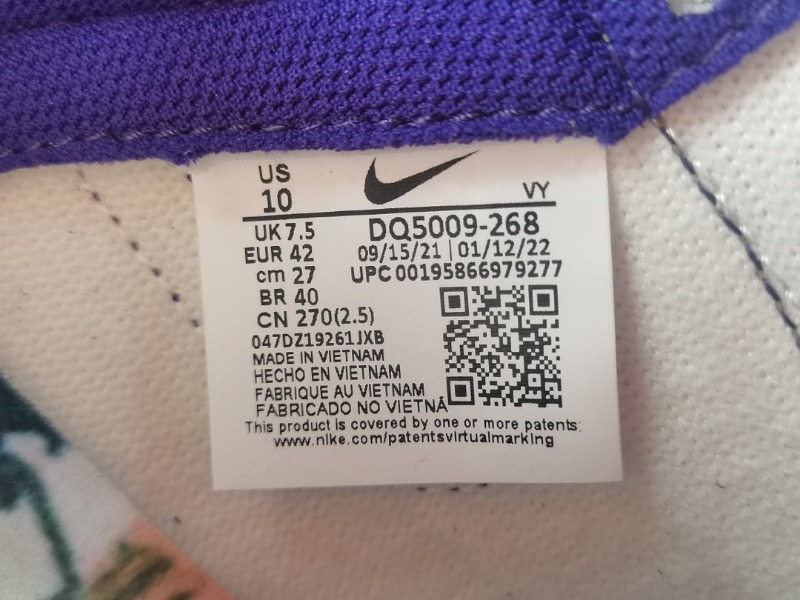 US
10
VY
UK 7.5
DQ5009-268
EUR 42
09/15/21 | 01/12/22
cm 27
UPC 00195866979277
BR 40
CN 270(2.5)
047DZ19261JXB
MADE IN VIETNAM
HECHO EN VIETNAM
FABRIQUE AU VIETNAM
FABRICADO NO VIETNÁ
This product is covered by one or more patents:
www.nike.com/patentsvirtualmarking